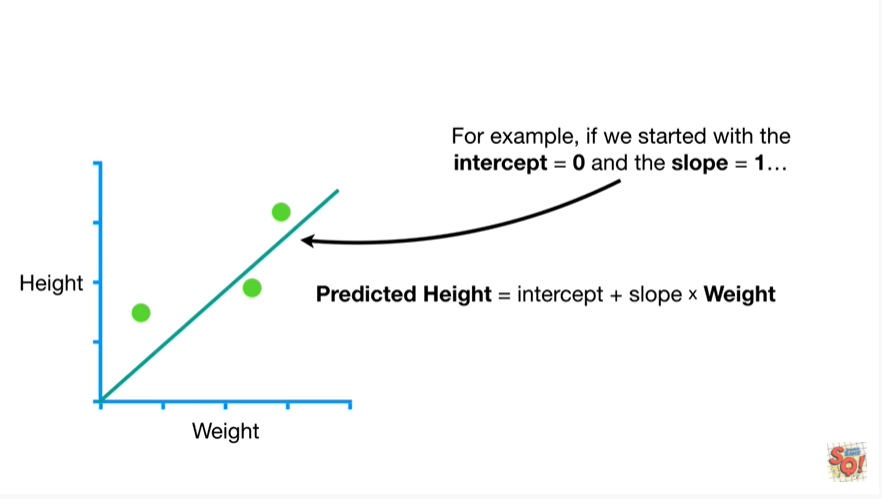 For example, if we started with the
intercept = 0 and the slope = 1…
Height
Predicted Height = intercept + slope × Weight
Weight
SQ!